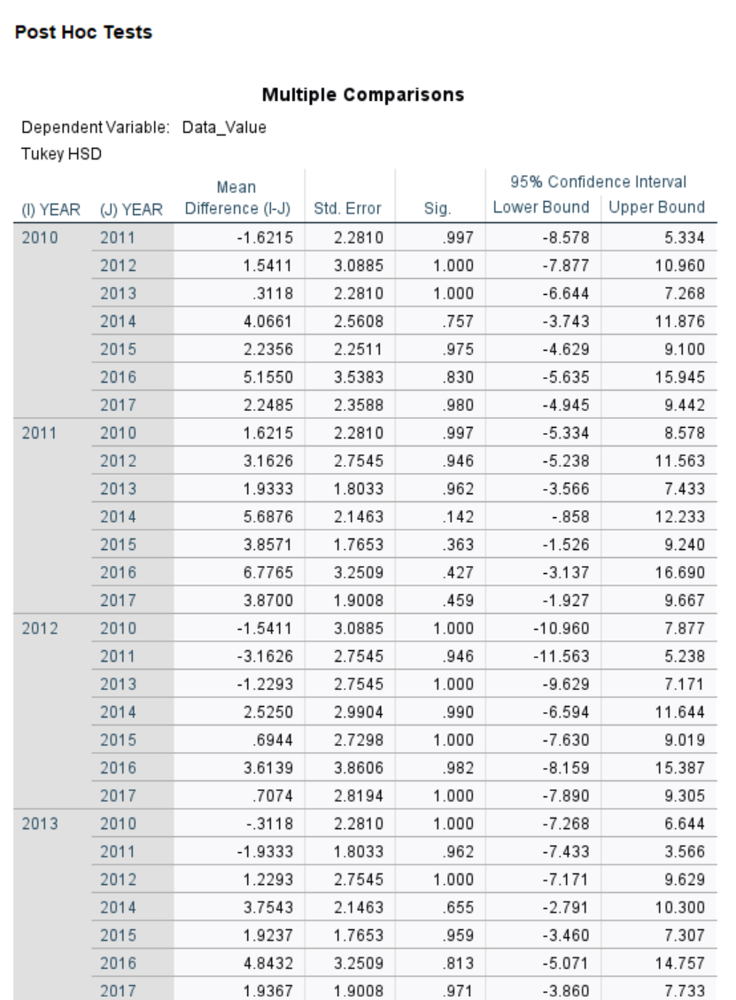 Post Hoc Tests
Multiple Comparisons
Dependent Variable: Data_Value
Tukey HSD
(I) YEAR (J) YEAR Mean Difference (I-J) Std. Error Sig. 95% Confidence Interval
Lower Bound Upper Bound
2010 2011 -1.6215 2.2810 .997 -8.578 5.334
2012 1.5411 3.0885 1.000 -7.877 10.960
2013 .3118 2.2810 1.000 -6.644 7.268
2014 4.0661 2.5608 .757 -3.743 11.876
2015 2.2356 2.2511 .975 -4.629 9.100
2016 5.1550 3.5383 .830 -5.635 15.945
2017 2.2485 2.3588 .980 -4.945 9.442
2011 2010 1.6215 2.2810 .997 -5.334 8.578
2012 3.1626 2.7545 .946 -5.238 11.563
2013 1.9333 1.8033 .962 -3.566 7.433
2014 5.6876 2.1463 .142 -.858 12.233
2015 3.8571 1.7653 .363 -1.526 9.240
2016 6.7765 3.2509 .427 -3.137 16.690
2017 3.8700 1.9008 .459 -1.927 9.667
2012 2010 -1.5411 3.0885 1.000 -10.960 7.877
2011 -3.1626 2.7545 .946 -11.563 5.238
2013 -1.2293 2.7545 1.000 -9.629 7.171
2014 2.5250 2.9904 .990 -6.594 11.644
2015 .6944 2.7298 1.000 -7.630 9.019
2016 3.6139 3.8606 .982 -8.159 15.387
2017 .7074 2.8194 1.000 -7.890 9.305
2013 2010 -.3118 2.2810 1.000 -7.268 6.644
2011 -1.9333 1.8033 .962 -7.433 3.566
2012 1.2293 2.7545 1.000 -7.171 9.629
2014 3.7543 2.1463 .655 -2.791 10.300
2015 1.9237 1.7653 .959 -3.460 7.307
2016 4.8432 3.2509 .813 -5.071 14.757
2017 1.9367 1.9008 .971 -3.860 7.733